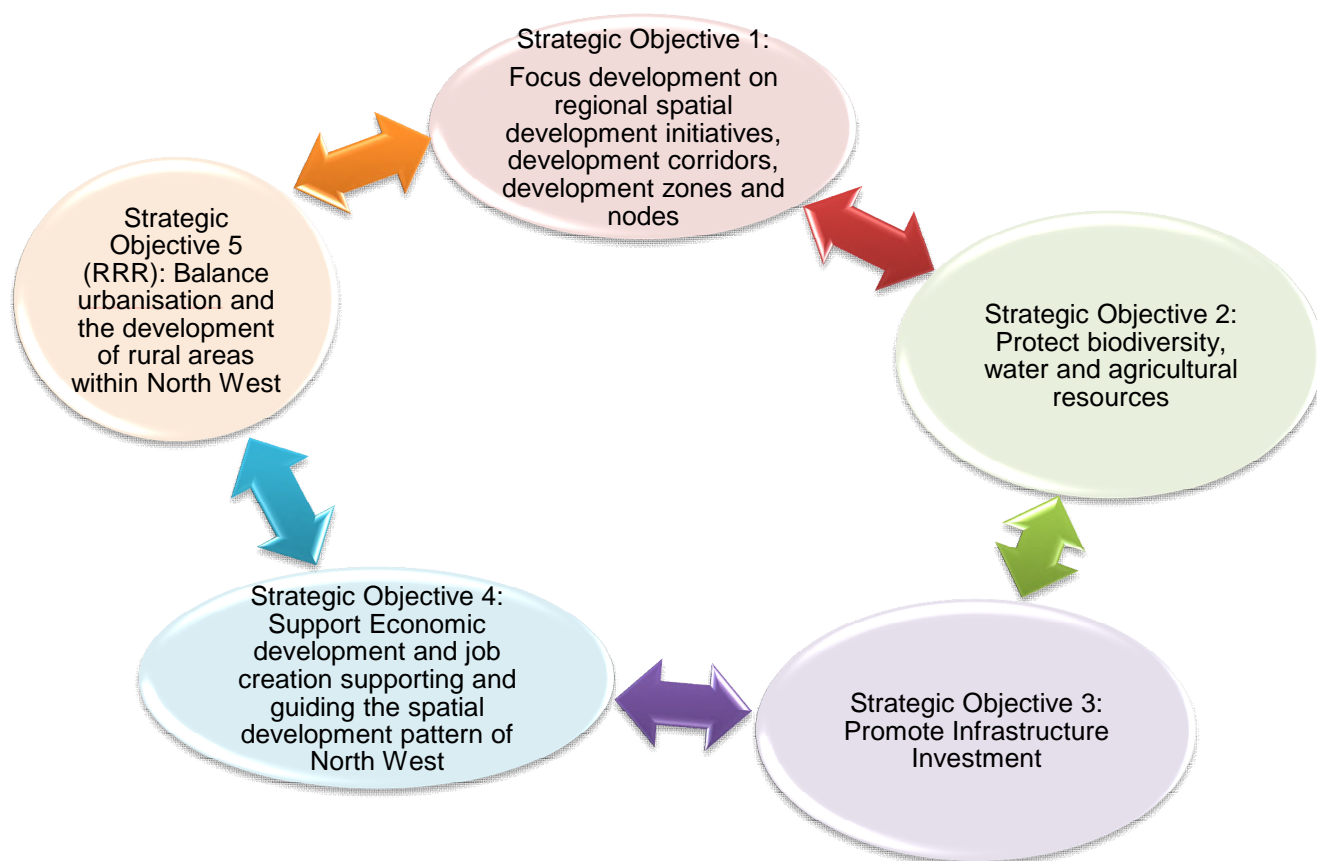 Strategic Objective 1:
Focus development on
regional spatial
development initiatives,
development corridors,
development zones and
nodes
Strategic Objective 2:
Protect biodiversity,
water and agricultural
resources
Strategic Objective 3:
Promote Infrastructure
Investment
Strategic Objective 4:
Support Economic
development and job
creation supporting and
guiding the spatial
development pattern of
North West
Strategic
Objective 5
(RRR): Balance
urbanisation and
the development
of rural areas
within North West